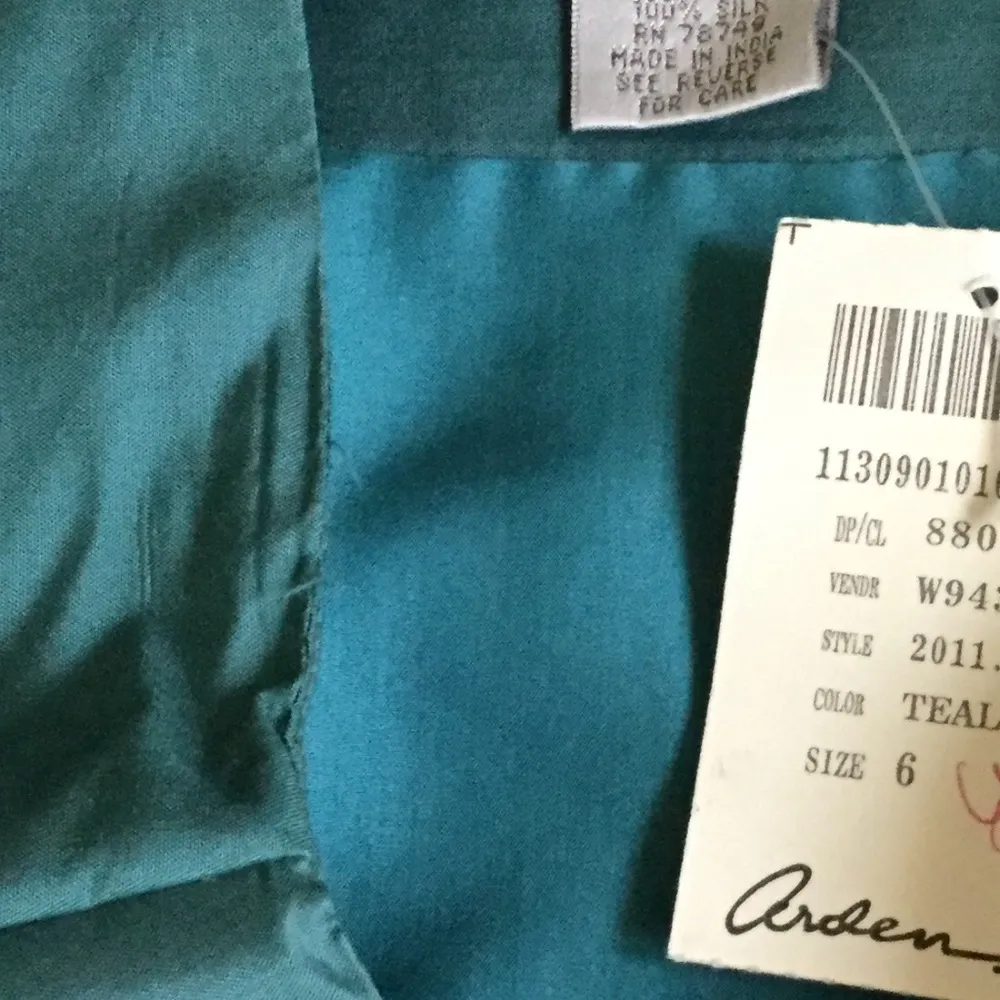 100% SILK
RN 78749
MADE IN INDIA
SEE REVERSE
FOR CARE
T
1130901010
DP/CL 880
VENDR W943
STYLE 2011.
COLOR TEAL
SIZE 6
Arden